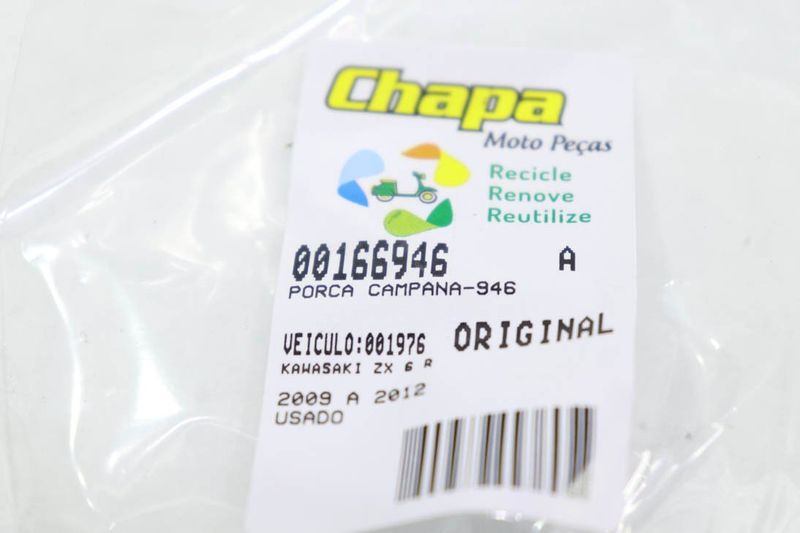 Chapa
Moto Peças
Recicle
Renove
Reutilize
00166946 A
PORCA CAMPANA-946
VEICULO:001976 ORIGINAL
KAWASAKI ZX 6 R
2009 A 2012
USADO